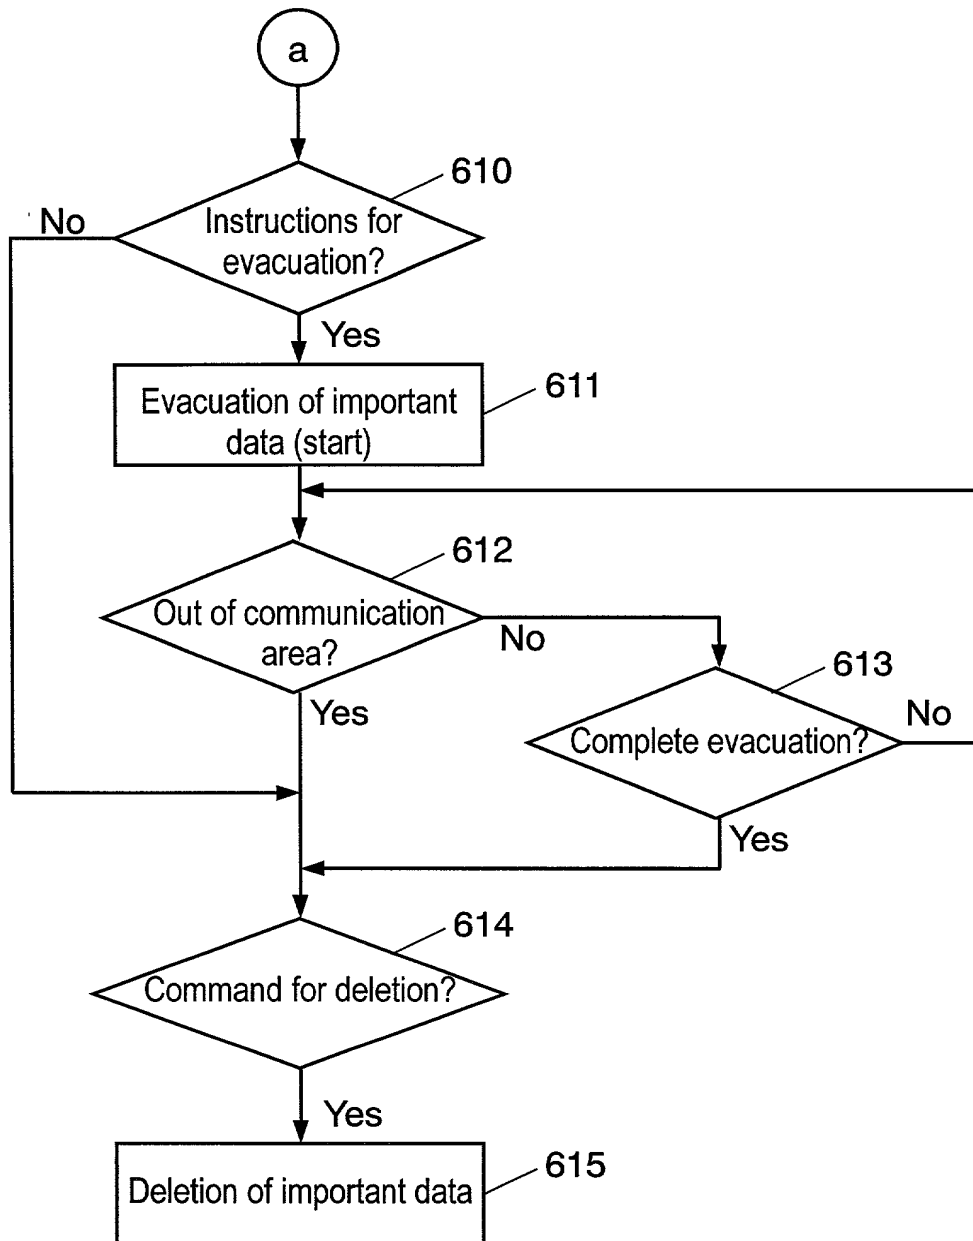 a
610
No
Instructions for
evacuation?
Yes
611
Evacuation of important
data (start)
612
Out of communication
area?
No
613
Yes
No
Complete evacuation?
Yes
614
Command for deletion?
Yes
615
Deletion of important data